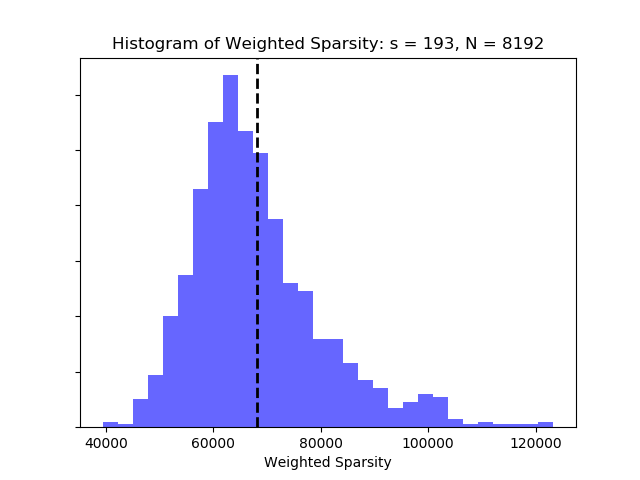 Histogram of Weighted Sparsity: s = 193, N = 8192
40000 60000 80000 100000 120000
Weighted Sparsity